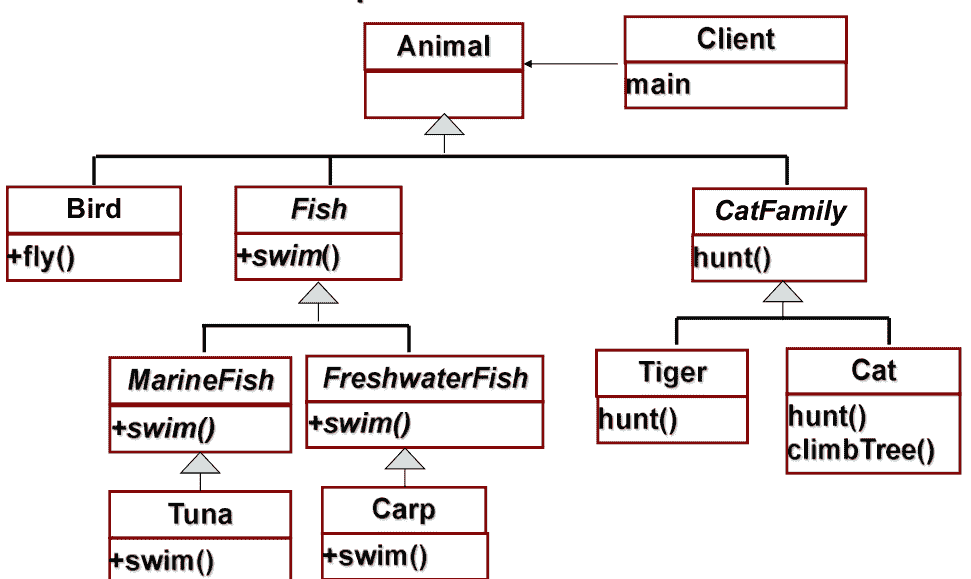 Animal
Client
main
Bird
+fly()
Fish
+swim()
CatFamily
hunt()
MarineFish
+swim()
FreshwaterFish
+swim()
Tiger
hunt()
Cat
hunt()
climbTree()
Tuna
+swim()
Carp
+swim()